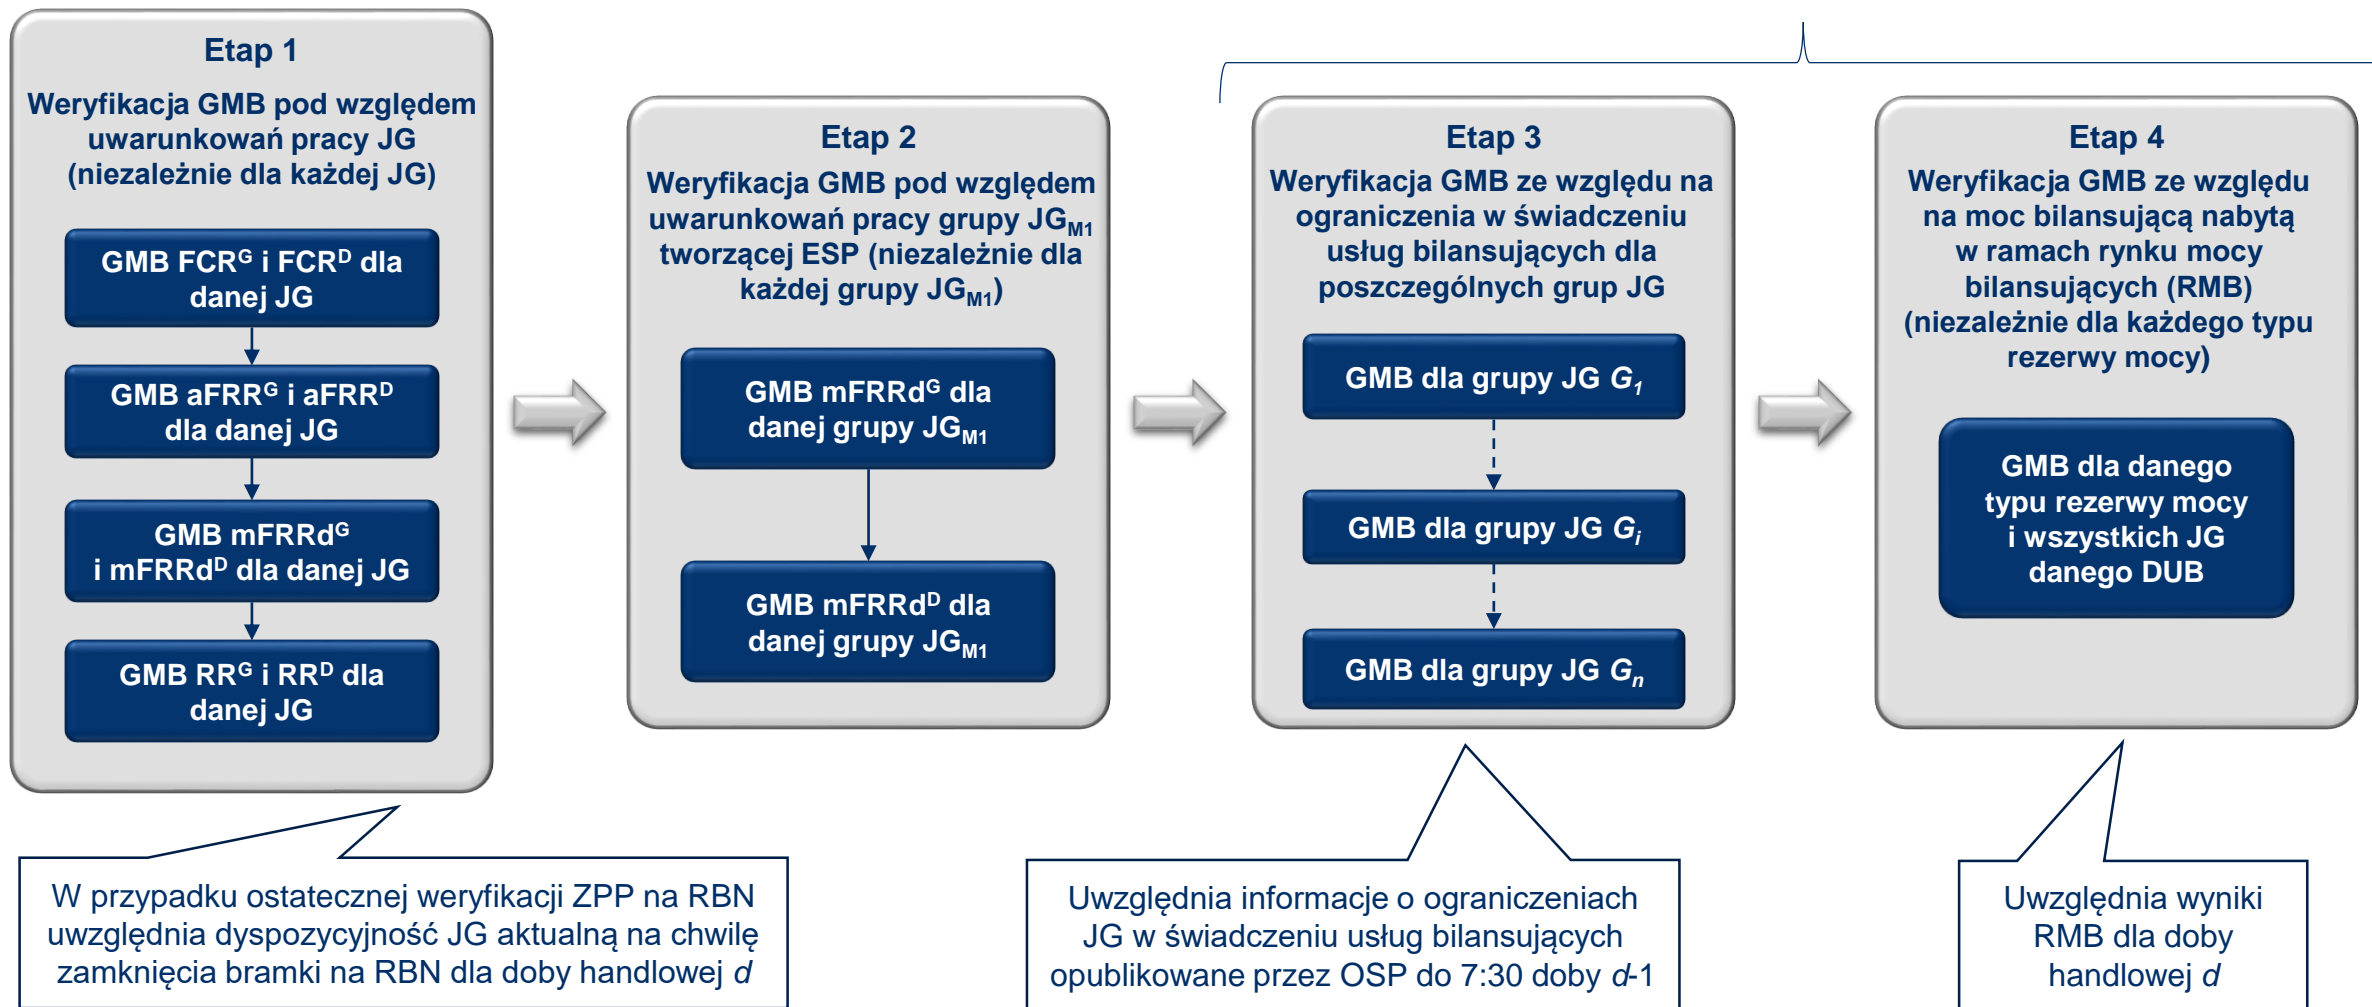 Etap 1
Weryfikacja GMB pod względem
uwarunkowań pracy JG
(niezależnie dla każdej JG)
GMB FCRᴳ i FCRᴰ dla
danej JG
GMB aFRRᴳ i aFRRᴰ
dla danej JG
GMB mFRRdᴳ
i mFRRdᴰ dla danej JG
GMB RRᴳ i RRᴰ dla
danej JG
W przypadku ostatecznej weryfikacji ZPP na RBN
uwzględnia dyspozycyjność JG aktualną na chwilę
zamknięcia bramki na RBN dla doby handlowej d
Etap 2
Weryfikacja GMB pod względem
uwarunkowań pracy grupy JG_M1
tworzącej ESP (niezależnie dla
każdej grupy JG_M1)
GMB mFRRdᴳ dla
danej grupy JG_M1
GMB mFRRdᴰ dla
danej grupy JG_M1
Etap 3
Weryfikacja GMB ze względu na
ograniczenia w świadczeniu
usług bilansujących dla
poszczególnych grup JG
GMB dla grupy JG G_1
GMB dla grupy JG G_i
GMB dla grupy JG G_n
Uwzględnia informacje o ograniczeniach
JG w świadczeniu usług bilansujących
opublikowane przez OSP do 7:30 doby d-1
Etap 4
Weryfikacja GMB ze względu
na moc bilansującą nabytą
w ramach rynku mocy
bilansujących (RMB)
(niezależnie dla każdego typu
rezerwy mocy)
GMB dla danego
typu rezerwy mocy
i wszystkich JG
danego DUB
Uwzględnia wyniki
RMB dla doby
handlowej d